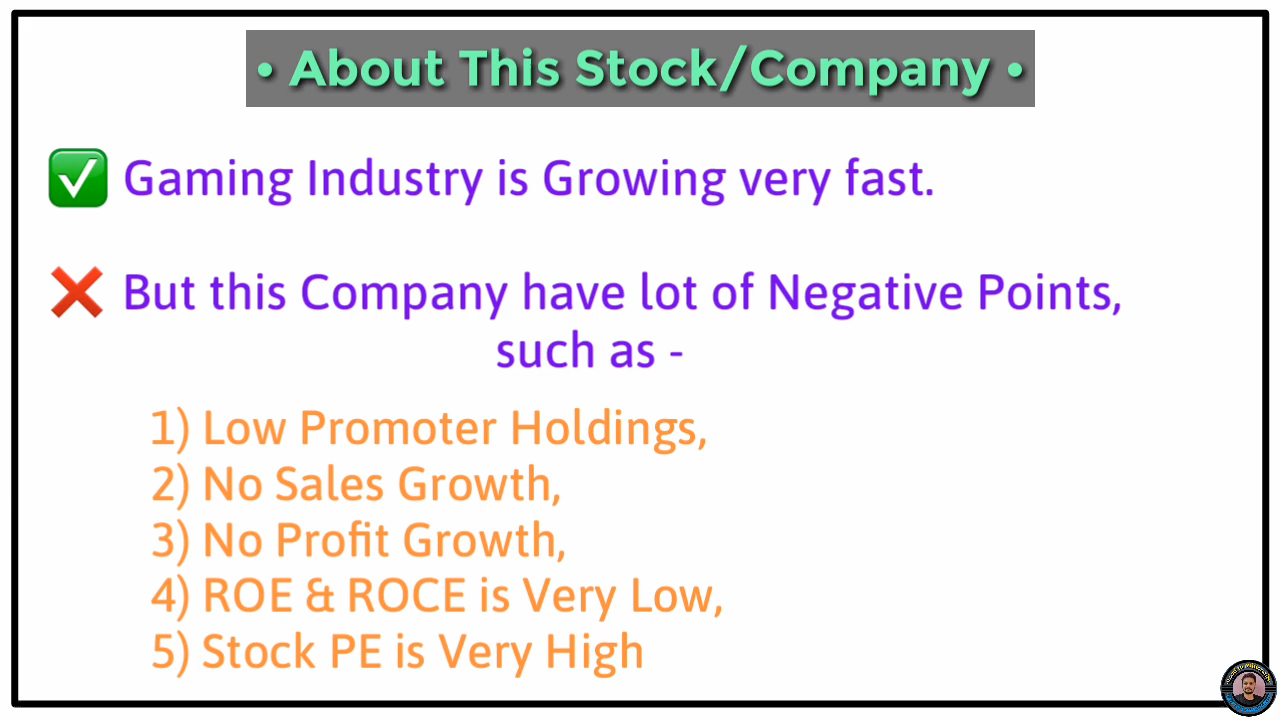 • About This Stock/Company •
✅ Gaming Industry is Growing very fast.
❌ But this Company have lot of Negative Points,
such as -
1) Low Promoter Holdings,
2) No Sales Growth,
3) No Profit Growth,
4) ROE & ROCE is Very Low,
5) Stock PE is Very High